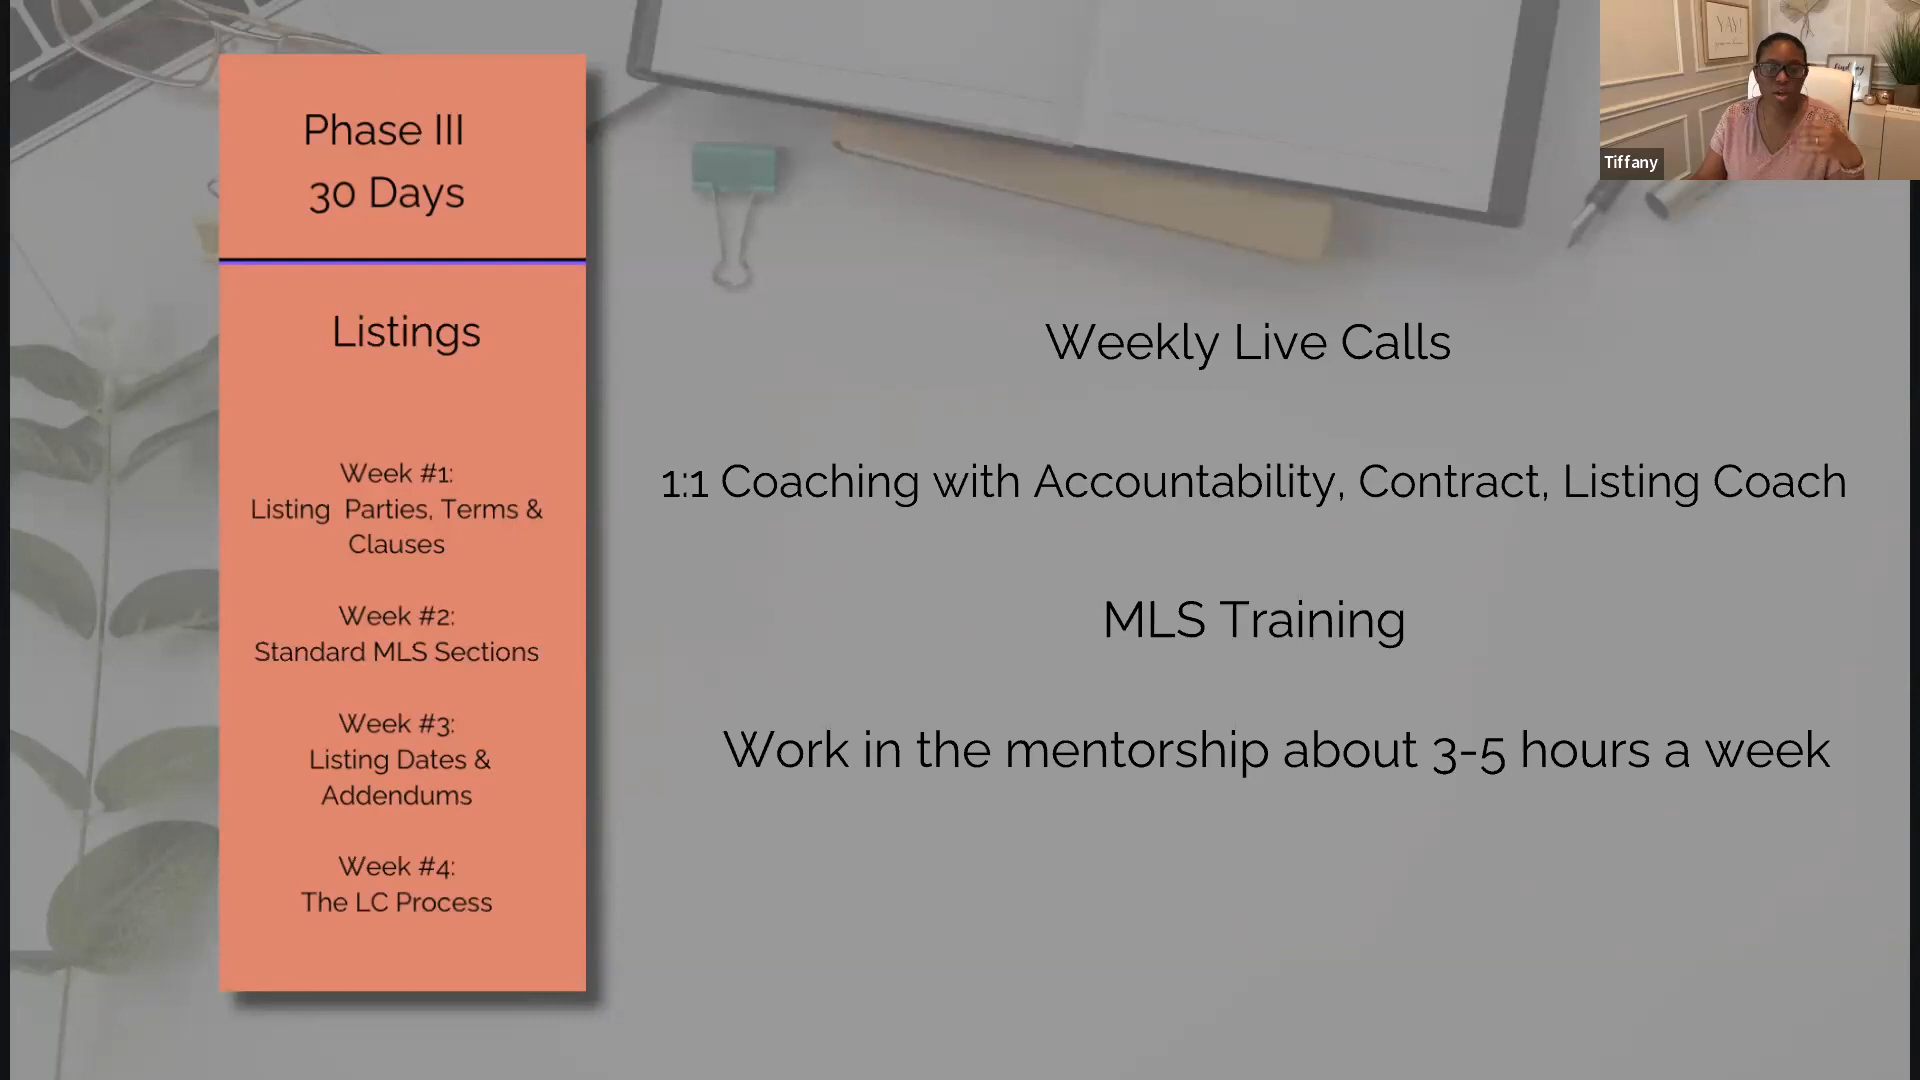 Phase III
30 Days
Listings
Week #1:
Listing Parties, Terms &
Clauses
Week #2:
Standard MLS Sections
Week #3:
Listing Dates &
Addendums
Week #4:
The LC Process
Weekly Live Calls
1:1 Coaching with Accountability, Contract, Listing Coach
MLS Training
Work in the mentorship about 3-5 hours a week
YAY!
Tiffany